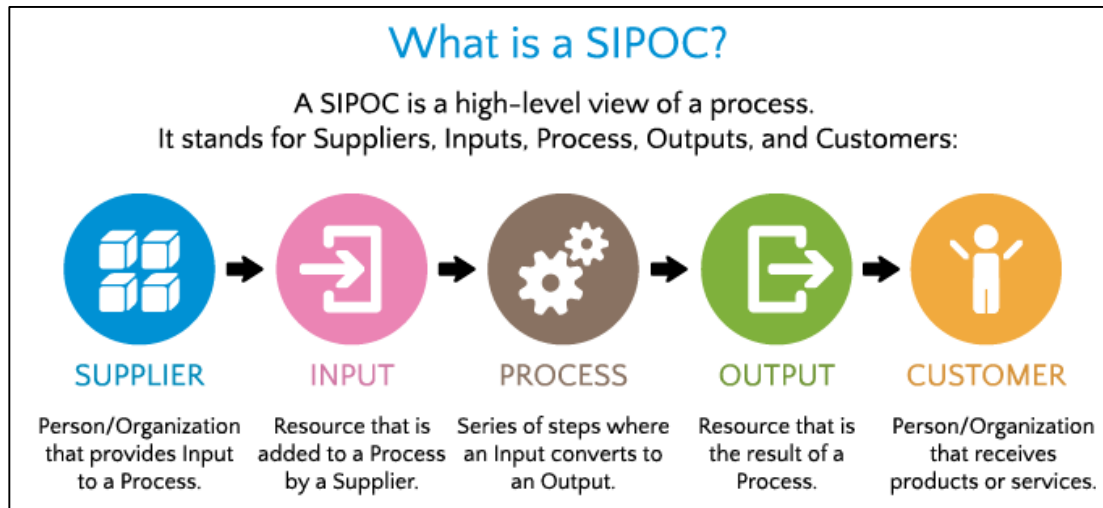 What is a SIPOC?
A SIPOC is a high-level view of a process.
It stands for Suppliers, Inputs, Process, Outputs, and Customers:
SUPPLIER
Person/Organization
that provides Input
to a Process.
INPUT
Resource that is
added to a Process
by a Supplier.
PROCESS
Series of steps where
an Input converts to
an Output.
OUTPUT
Resource that is
the result of a
Process.
CUSTOMER
Person/Organization
that receives
products or services.